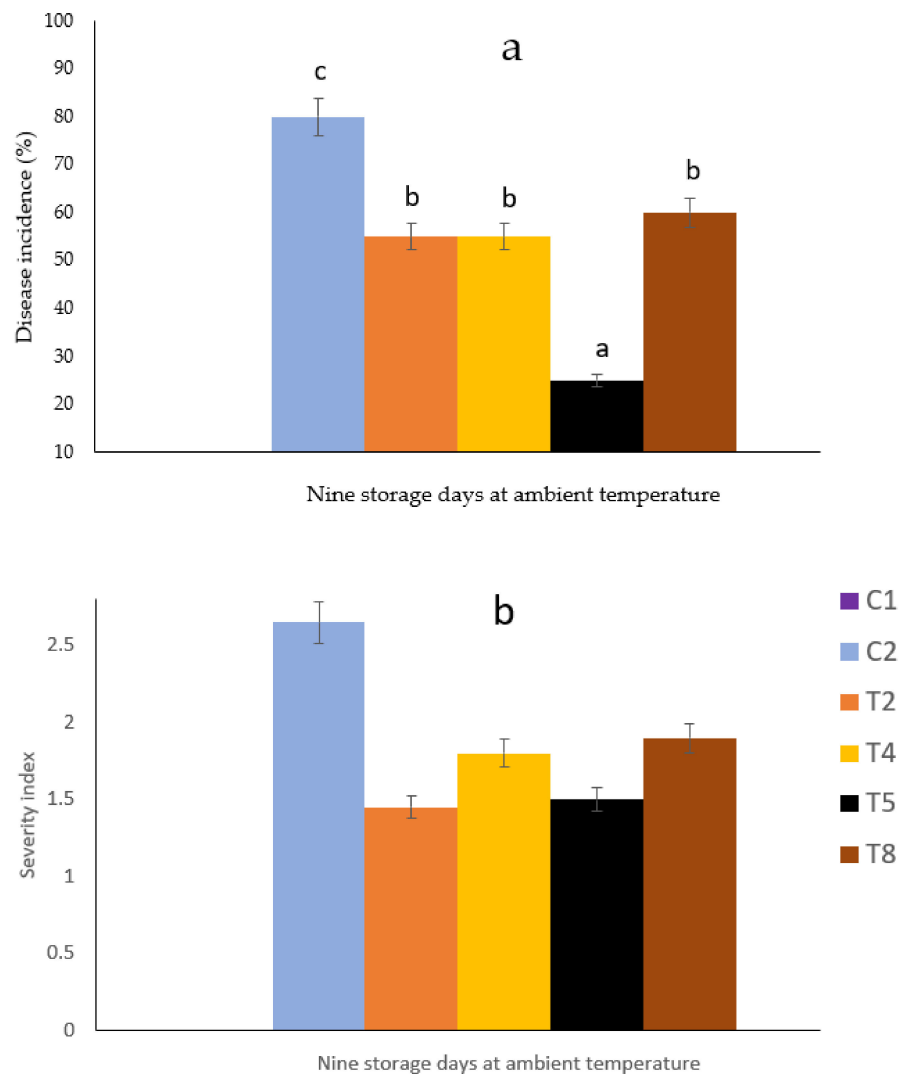 a
100
90
80
70
60
50
40
30
20
10
Disease incidence (%)
c
b
b
a
b
Nine storage days at ambient temperature
b
2.5
2
1.5
1
0.5
0
Severity index
Nine storage days at ambient temperature
C1
C2
T2
T4
T5
T8